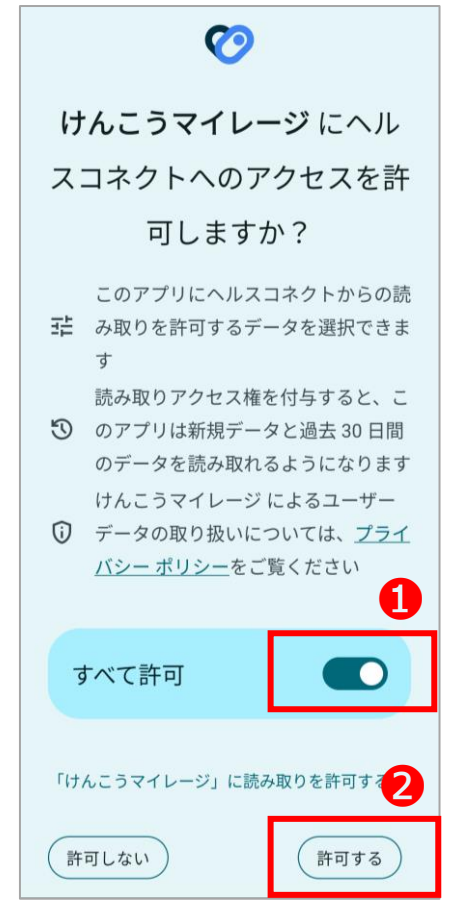 けんこうマイレージ にヘル
スコネクトへのアクセスを許
可しますか？
このアプリにヘルスコネクトからの読
み取りを許可するデータを選択できま
す
読み取りアクセス権を付与すると、こ
のアプリは新規データと過去 30 日間
のデータを読み取れるようになります
けんこうマイレージ によるユーザー
データの取り扱いについては、プライ
バシー ポリシーをご覧ください
1
すべて許可
「けんこうマイレージ」に読み取りを許可す
2
許可しない
許可する